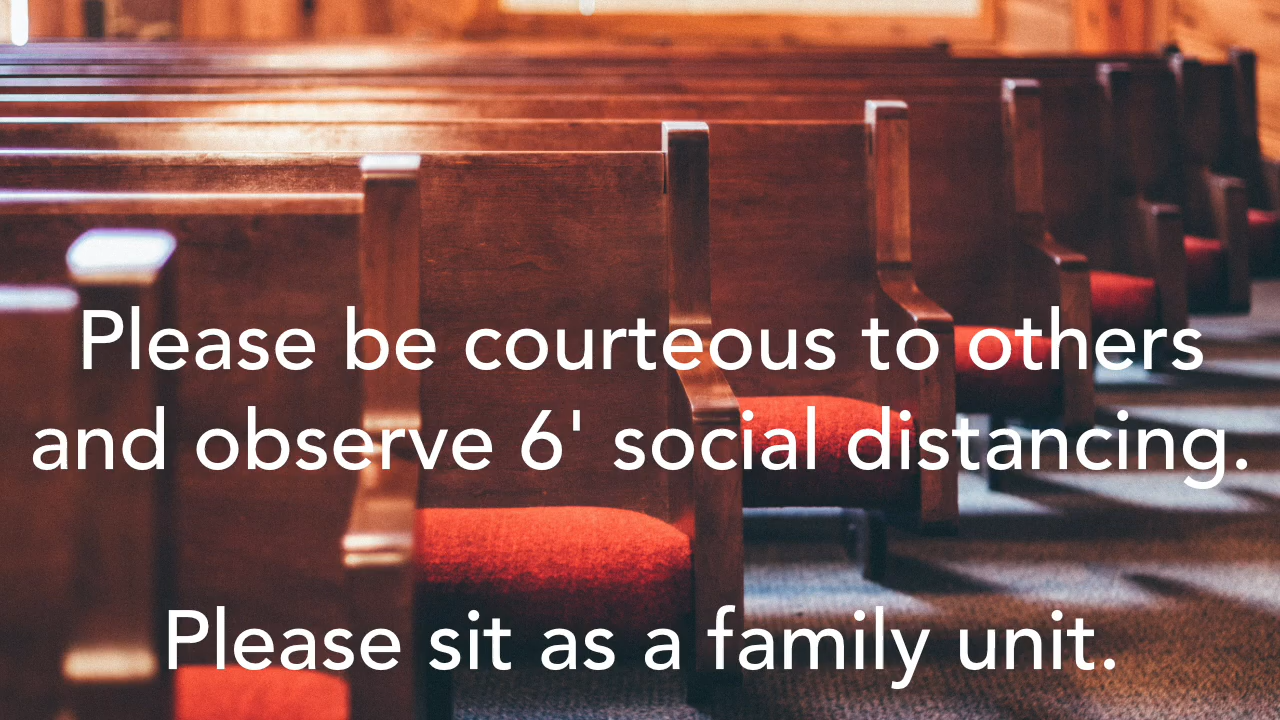 Please be courteous to others
and observe 6' social distancing.
Please sit as a family unit.